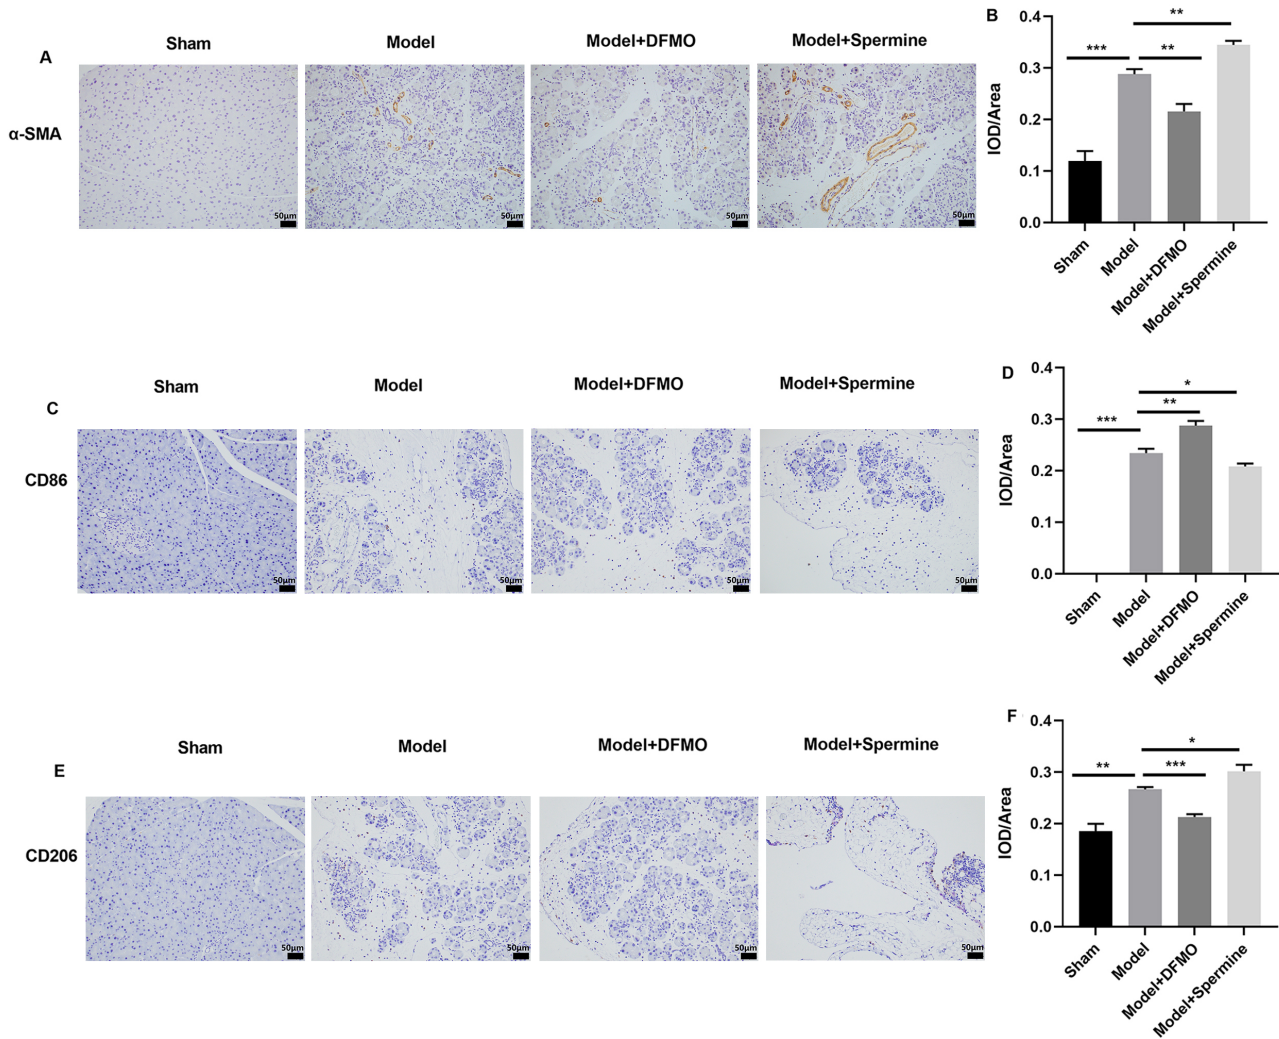 A
Sham
Model
Model+DFMO
Model+Spermine
α-SMA
50μm
50μm
50μm
50μm
B
IOD/Area
0.4
0.3
0.2
0.1
0.0
***
**
**
Sham
Model
Model+DFMO
Model+Spermine
C
Sham
Model
Model+DFMO
Model+Spermine
CD86
50μm
50μm
50μm
50μm
D
IOD/Area
0.4
0.3
0.2
0.1
0.0
***
**
*
Sham
Model
Model+DFMO
Model+Spermine
E
Sham
Model
Model+DFMO
Model+Spermine
CD206
50μm
50μm
50μm
50μm
F
IOD/Area
0.4
0.3
0.2
0.1
0.0
**
***
*
Sham
Model
Model+DFMO
Model+Spermine